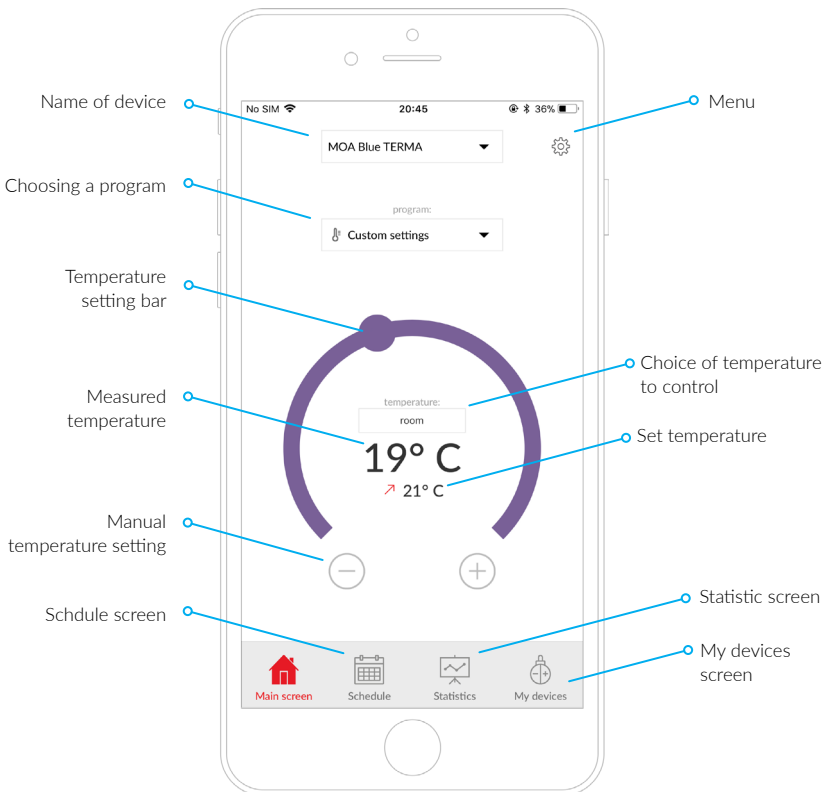 No SIM 20:45 36%
Name of device
Menu
MOA Blue TERMA
Choosing a program
program:
Custom settings
Temperature
setting bar
Choice of temperature
to control
Measured
temperature
temperature:
room
19° C
Set temperature
21° C
Manual
temperature setting
Schdule screen
Statistic screen
My devices
screen
Main screen
Schedule
Statistics
My devices